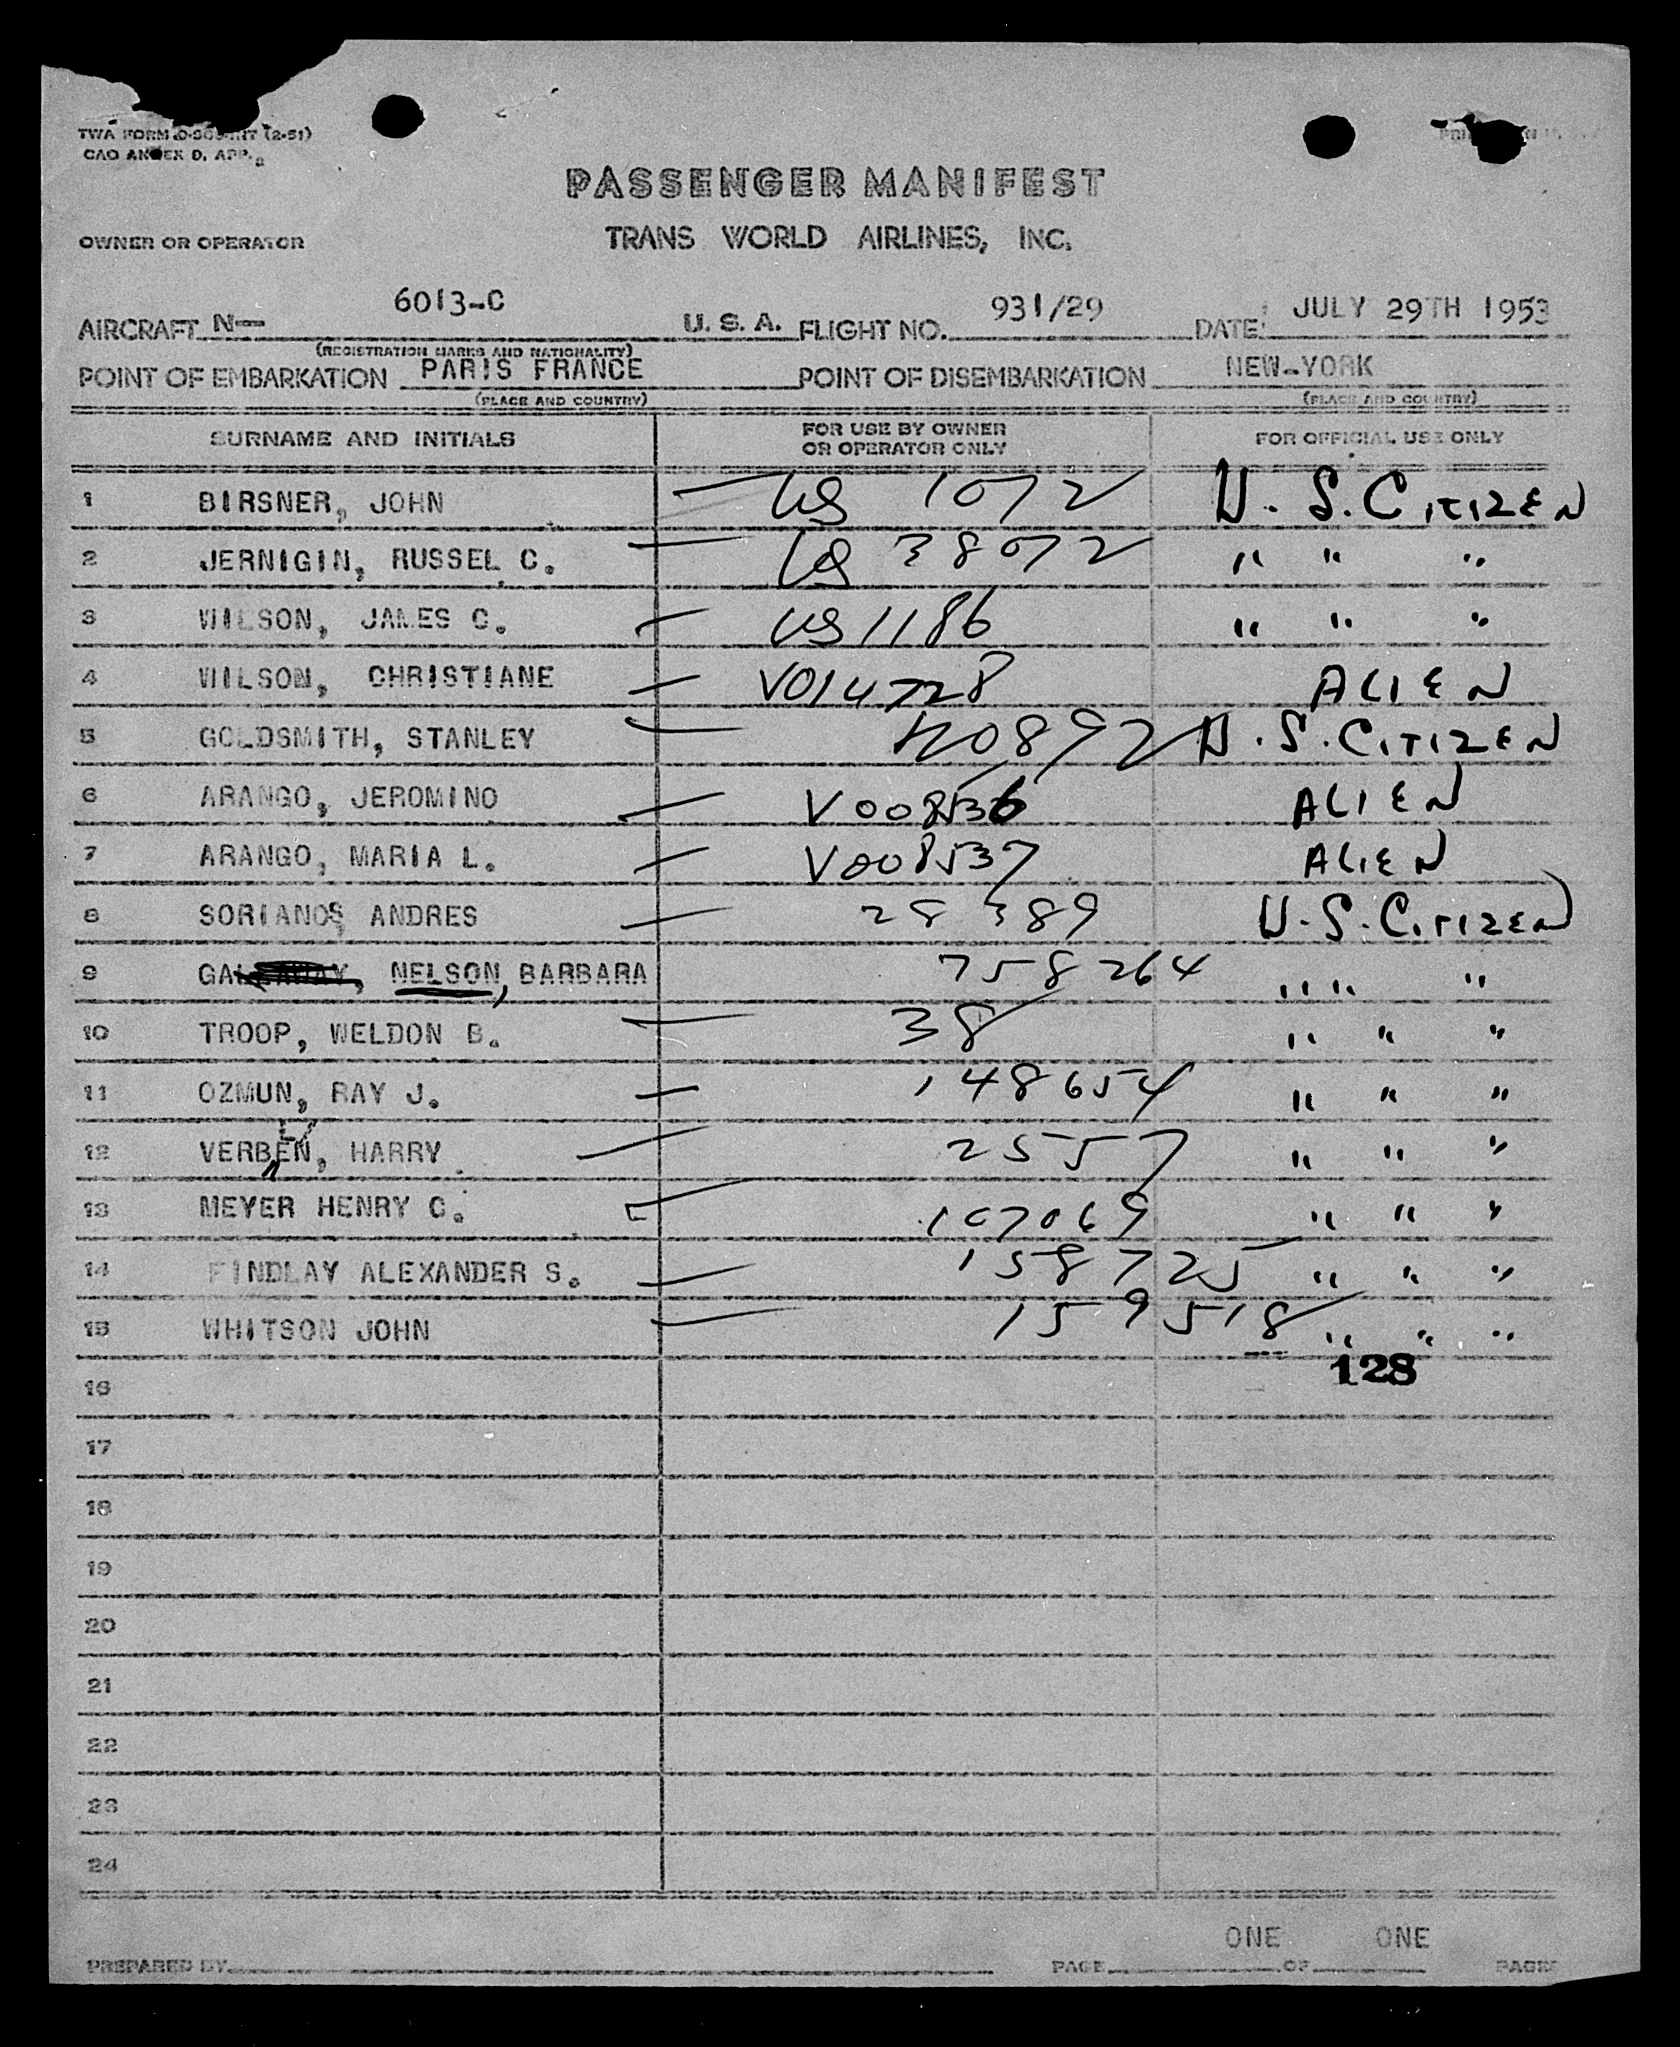 TWA FORM
CAO ANNEX D, APP. 2
PASSENGER MANIFEST
OWNER OR OPERATOR TRANS WORLD AIRLINES, INC.
AIRCRAFT N— 6013-C U. S. A. FLIGHT NO. 931/29 DATE: JULY 29TH 1953
(REGISTRATION MARKS AND NATIONALITY)
POINT OF EMBARKATION PARIS FRANCE POINT OF DISEMBARKATION NEW-YORK
(PLACE AND COUNTRY) (PLACE AND COUNTRY)
SURNAME AND INITIALS FOR USE BY OWNER OR OPERATOR ONLY FOR OFFICIAL USE ONLY
1 BIRSNER, JOHN — US 1072 U. S. CITIZEN
2 JERNIGIN, RUSSEL C. — US 38072 " " "
3 WILSON, JAMES C. — US 1186 " " "
4 WILSON, CHRISTIANE — V014728 ALIEN
5 GOLDSMITH, STANLEY — 40892 U. S. CITIZEN
6 ARANGO, JEROMINO — V008536 ALIEN
7 ARANGO, MARIA L. — V008537 ALIEN
8 SORIANOS, ANDRES — 28389 U. S. CITIZEN
9 NELSON, BARBARA 758264 " " "
10 TROOP, WELDON B. — 38 " " "
11 OZMUN, RAY J. — 148654 " " "
12 VERBEN, HARRY — 2557 " " "
13 MEYER HENRY C. — 107069 " " "
14 FINDLAY ALEXANDER S. — 158725 " " "
15 WHITSON JOHN — 159518 " " "
16 128
17
18
19
20
21
22
23
24
PREPARED BY PAGE ONE OF ONE PAGES